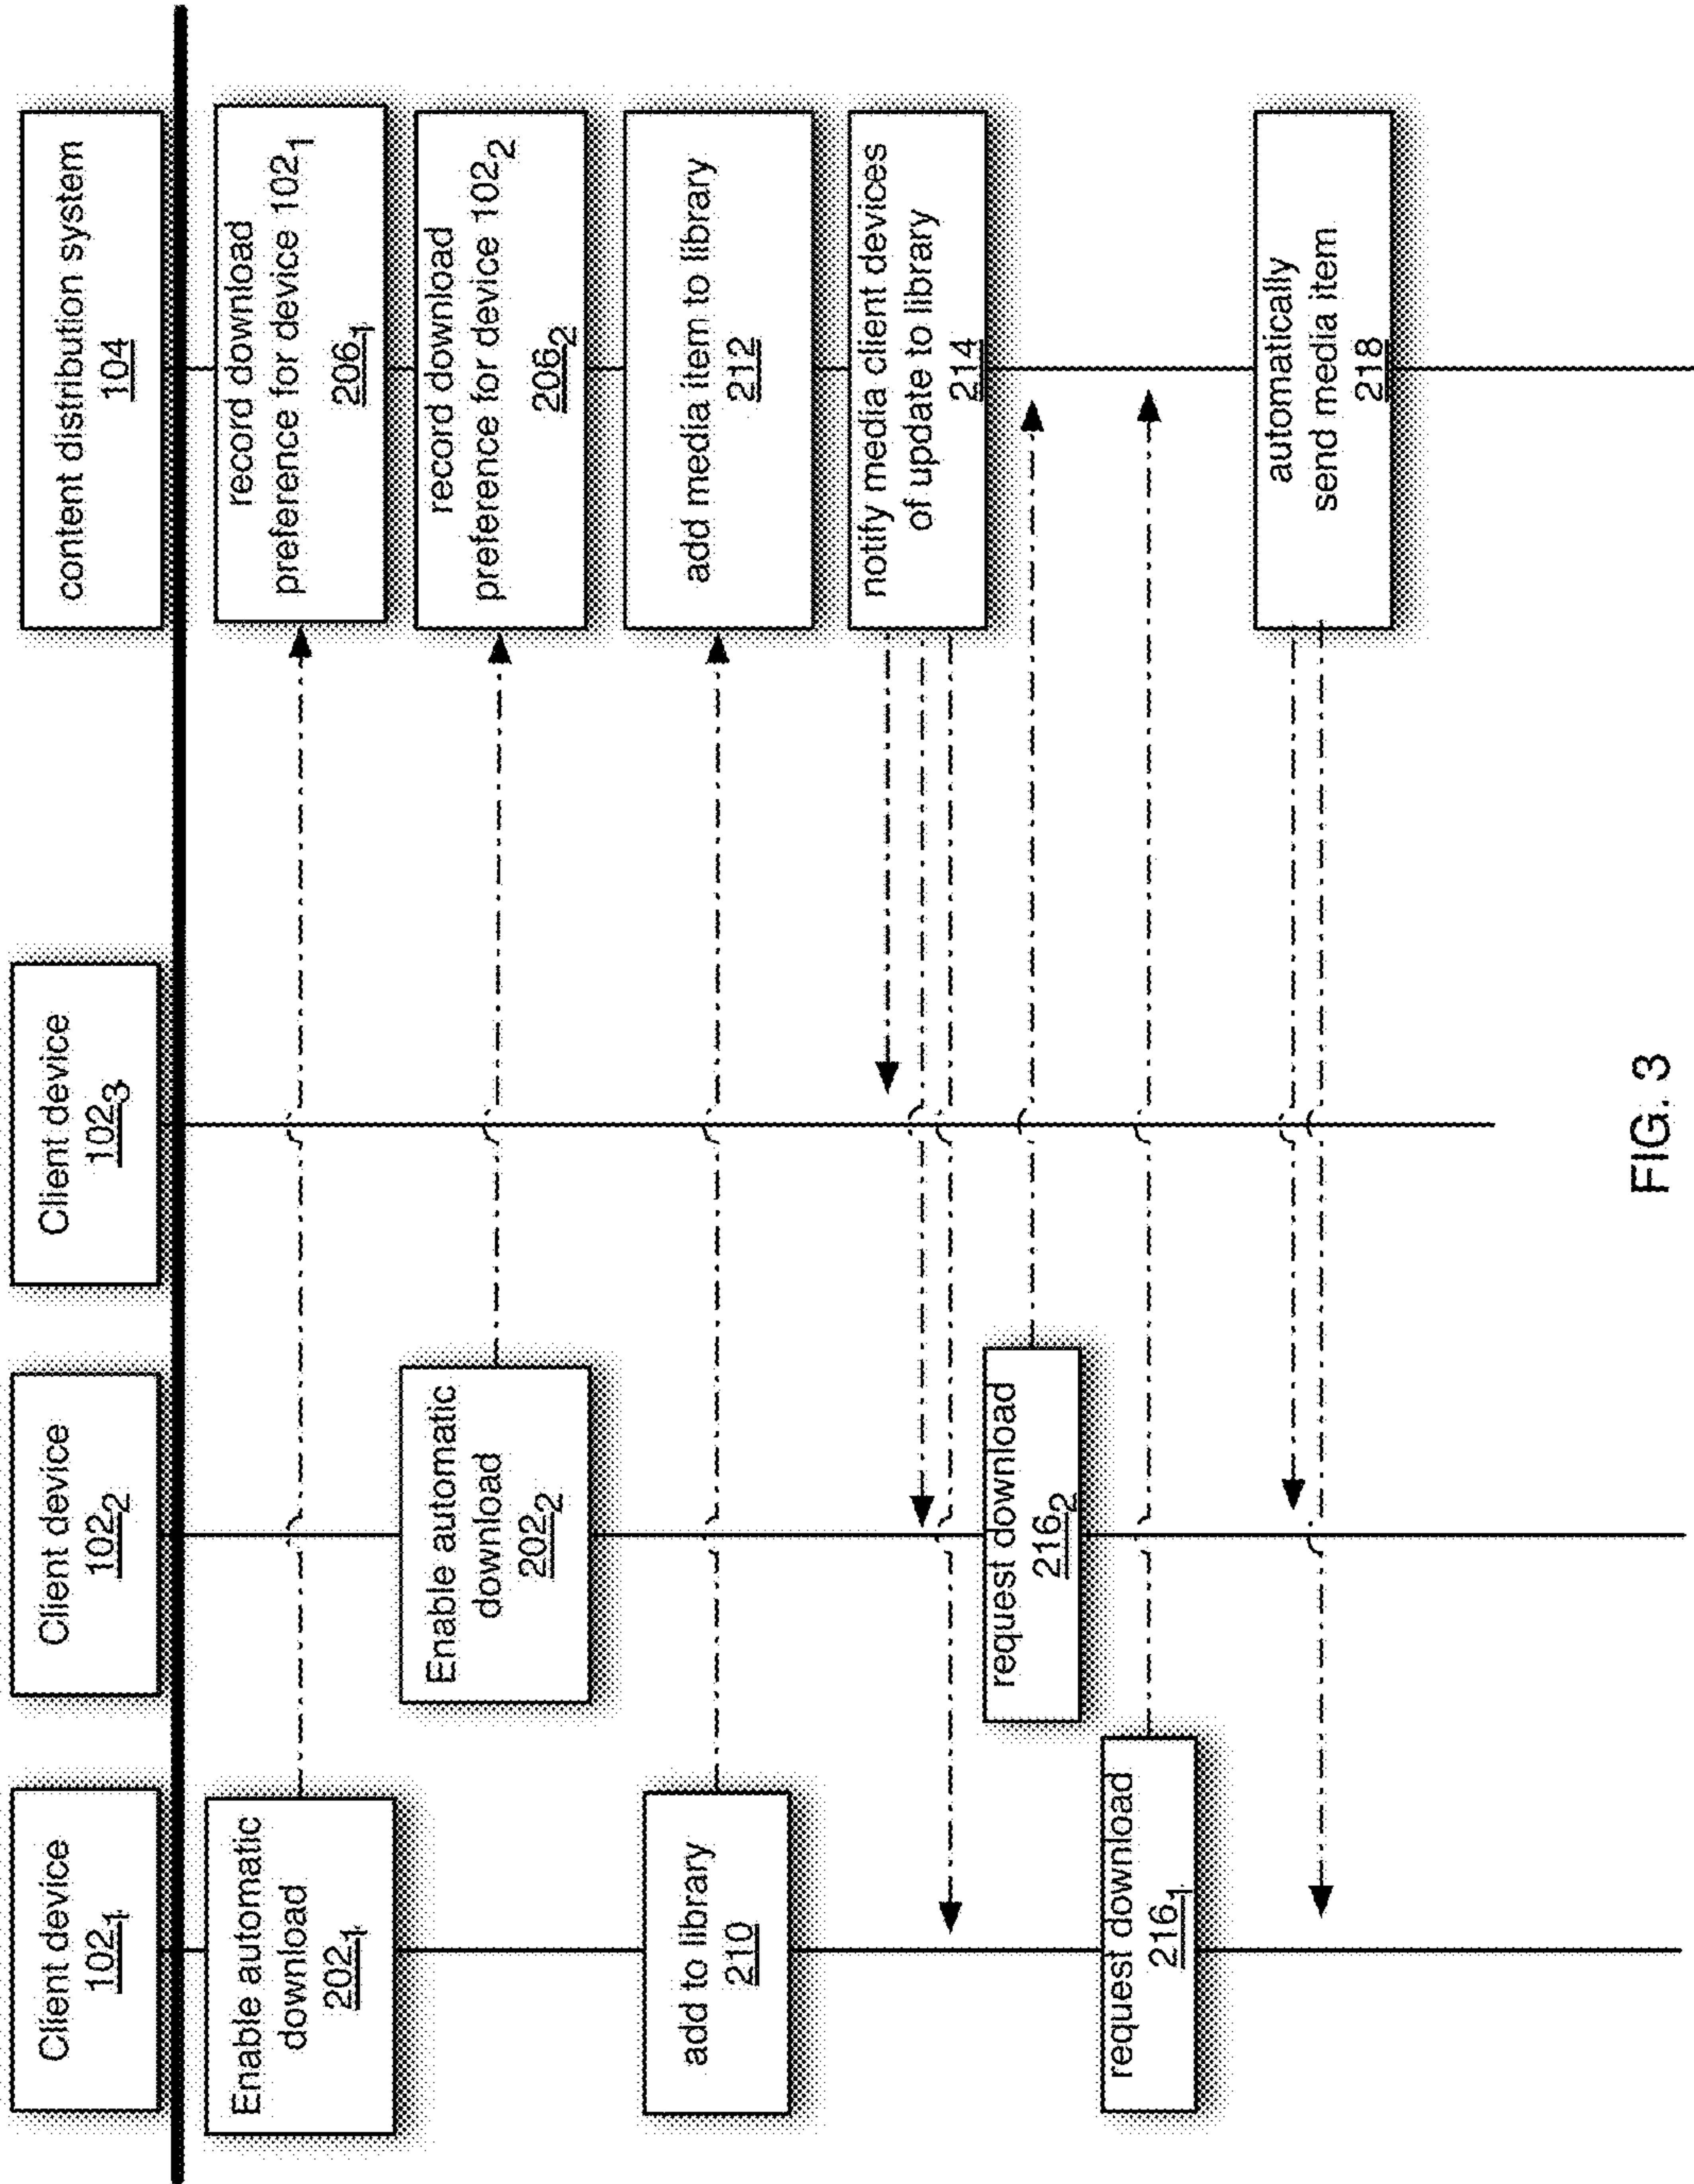 Client device
102₁
Client device
102₂
Client device
102₃
content distribution system
104
Enable automatic
download
202₁
record download
preference for device 102₁
206₁
Enable automatic
download
202₂
record download
preference for device 102₂
206₂
add to library
210
add media item to library
212
notify media client devices
of update to library
214
request download
216₂
request download
216₁
automatically
send media item
218
FIG. 3